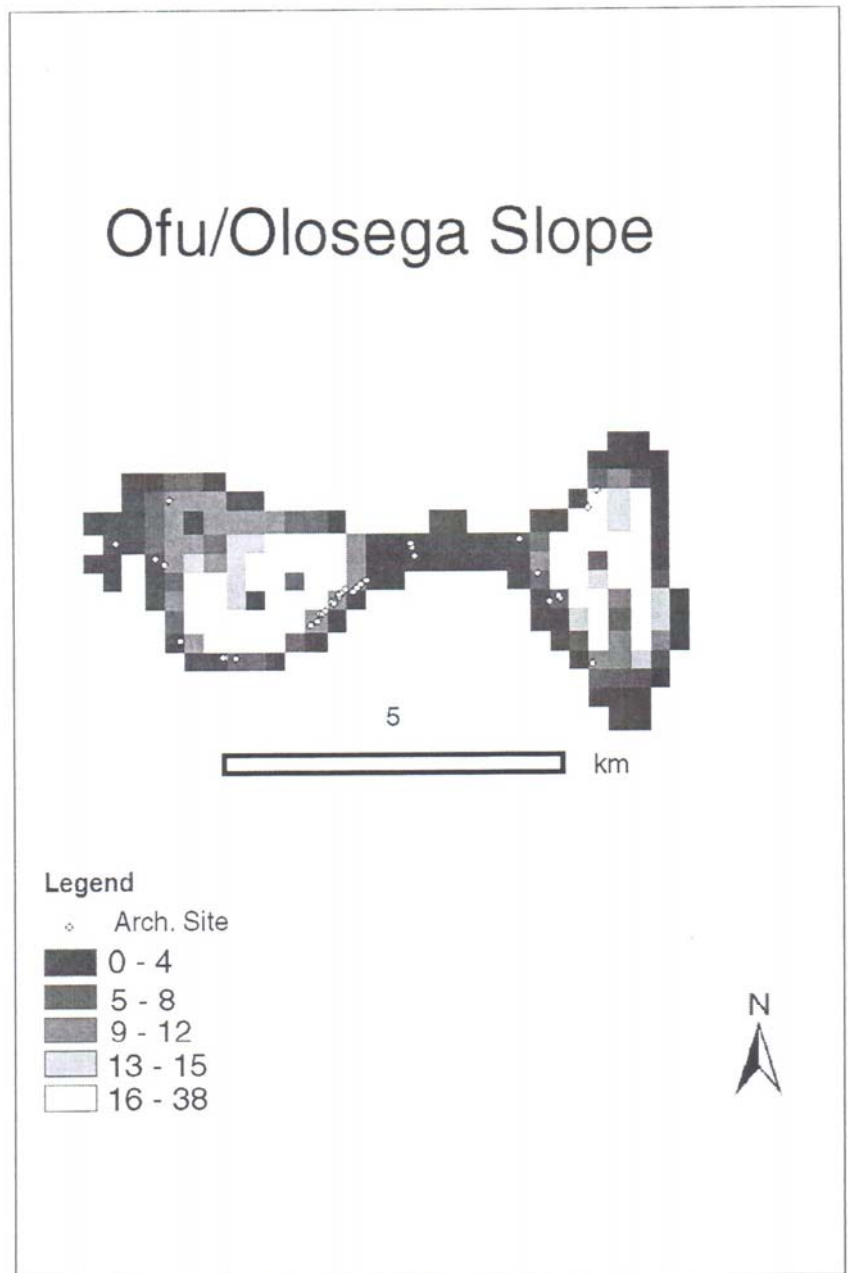 Ofu/Olosega Slope
5
km
Legend
Arch. Site
0 - 4
5 - 8
9 - 12
13 - 15
16 - 38
N